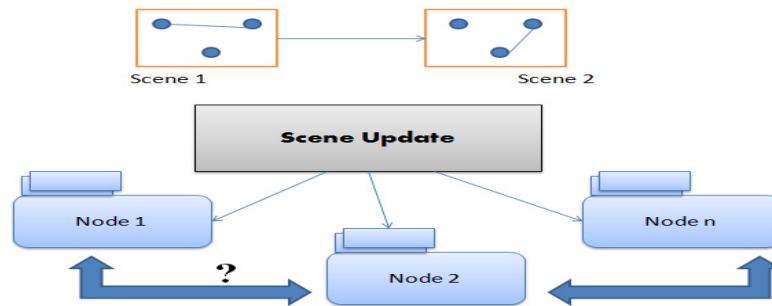 Scene 1
Scene 2
Scene Update
Node 1
Node n
?
Node 2